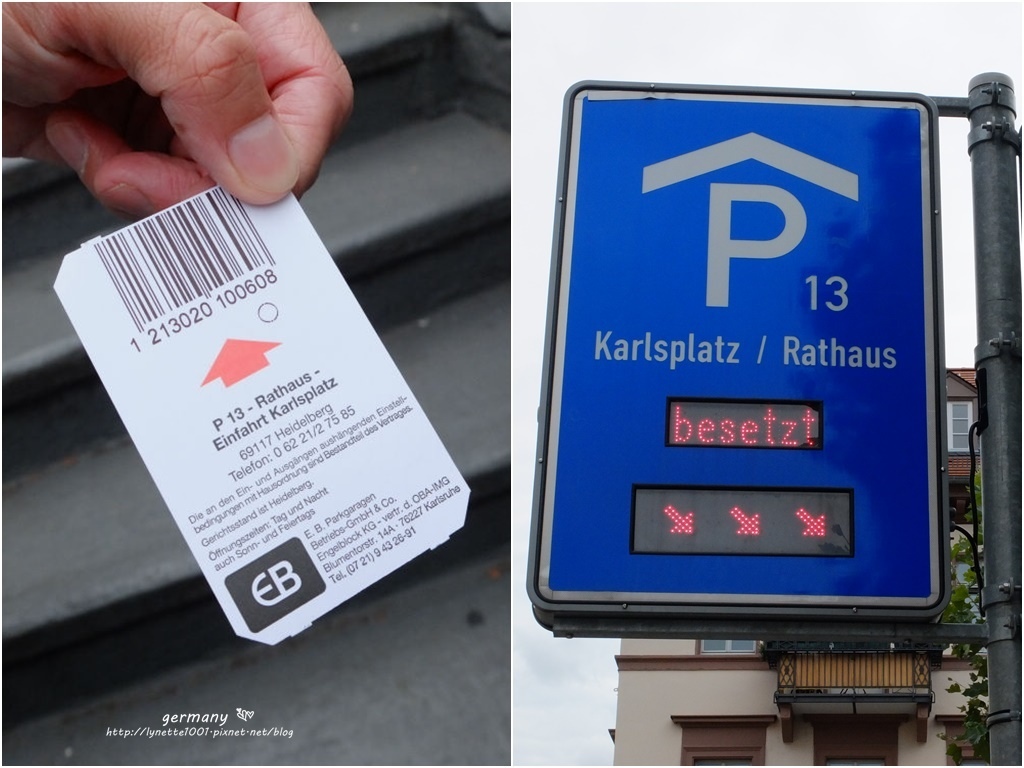 1 213020 100608
P 13 - Rathaus -
Einfahrt Karlsplatz
69117 Heidelberg
Telefon: 0 62 21/2 75 85
Die an den Ein- und Ausgängen aushängenden Einstell-
bedingungen mit Hausordnung sind Bestandteil des Vertrages.
Gerichtsstand ist Heidelberg.
Öffnungszeiten: Tag und Nacht
auch Sonn- und Feiertags
EB
E. B. Parkgaragen
Betriebs-GmbH & Co.
Engelblock KG - vertr. d. OBA-IMG
Blumentorstr. 14A · 76227 Karlsruhe
Tel. (07 21) 9 43 26-91
germany
http://lynette1001.pixnet.net/blog
P
13
Karlsplatz / Rathaus
besetzt